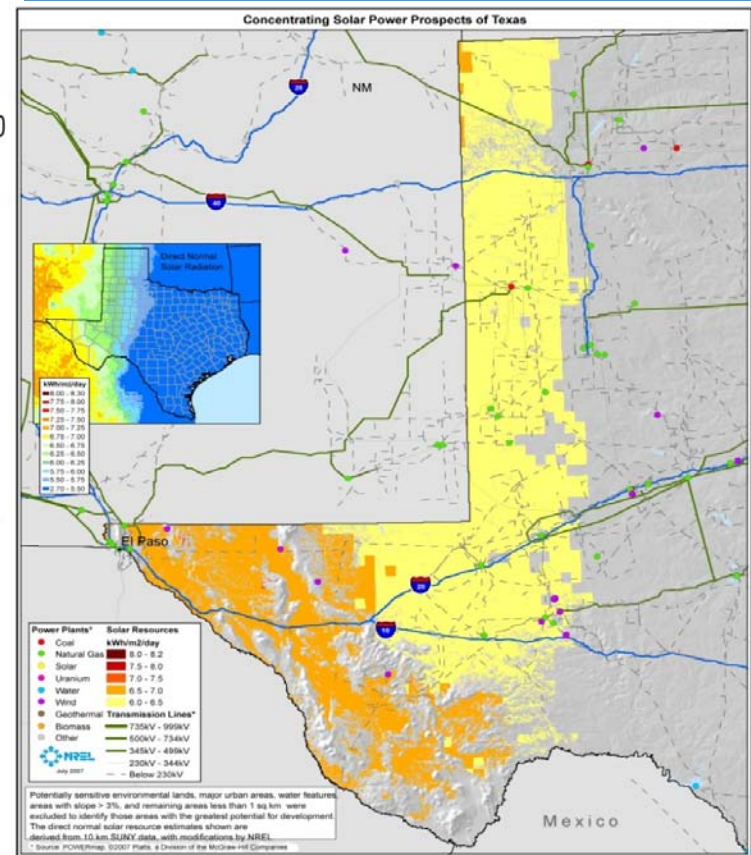 Concentrating Solar Power Prospects of Texas
25
NM
40
Direct Normal
Solar Radiation
kWh/m2/day
8.00 - 8.30
7.75 - 8.00
7.50 - 7.75
7.25 - 7.50
7.00 - 7.25
6.75 - 7.00
6.50 - 6.75
6.25 - 6.50
6.00 - 6.25
5.75 - 6.00
5.50 - 5.75
2.70 - 5.50
El Paso
20
10
Power Plants* Solar Resources
Coal kWh/m2/day
Natural Gas 8.0 - 8.2
Solar 7.5 - 8.0
Uranium 7.0 - 7.5
Water 6.5 - 7.0
Wind 6.0 - 6.5
Geothermal Transmission Lines*
Biomass 735kV - 999kV
Other 500kV - 734kV
345kV - 499kV
230kV - 344kV
Below 230kV
NREL
July 2007
Potentially sensitive environmental lands, major urban areas, water features,
areas with slope > 3%, and remaining areas less than 1 sq km were
excluded to identify those areas with the greatest potential for development.
The direct normal solar resource estimates shown are
derived from 10 km SUNY data, with modifications by NREL.
* Source: POWERmap, ©2007 Platts, a Division of the McGraw-Hill Companies
Mexico